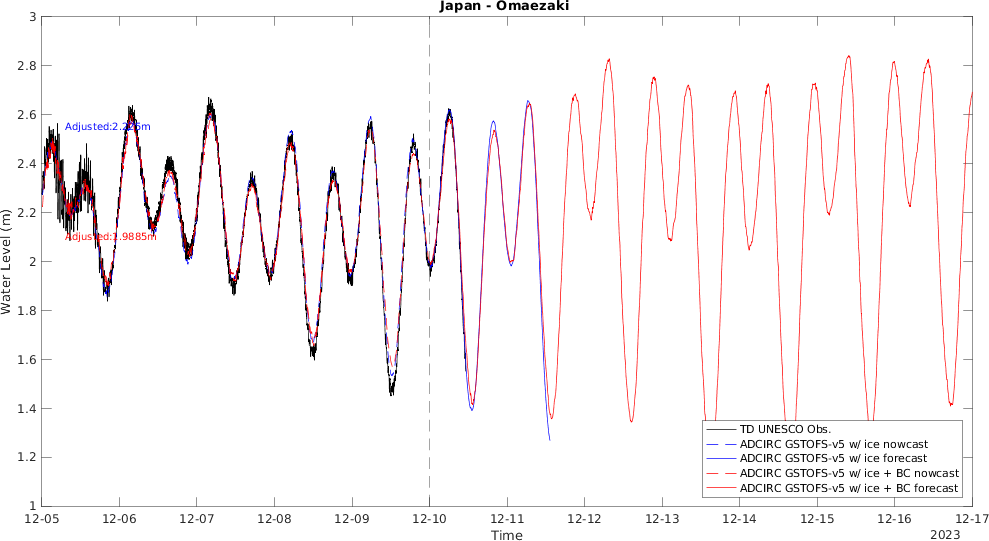 Japan - Omaezaki
3
2.8
2.6
2.4
2.2
2
1.8
1.6
1.4
1.2
1
Water Level (m)
Adjusted:2.225m
Adjusted:1.9885m
TD UNESCO Obs.
ADCIRC GSTOFS-v5 w/ ice nowcast
ADCIRC GSTOFS-v5 w/ ice forecast
ADCIRC GSTOFS-v5 w/ ice + BC nowcast
ADCIRC GSTOFS-v5 w/ ice + BC forecast
12-05 12-06 12-07 12-08 12-09 12-10 12-11 12-12 12-13 12-14 12-15 12-16 12-17
Time
2023